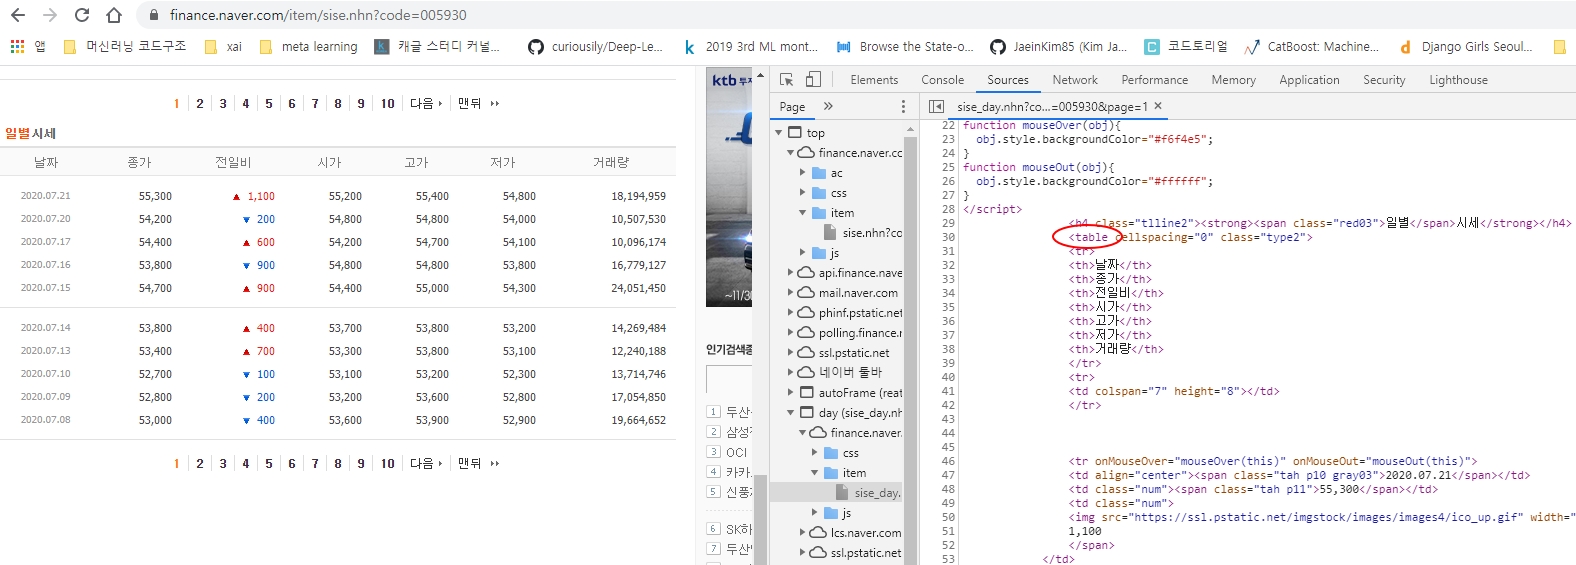 finance.naver.com/item/sise.nhn?code=005930
앱 머신러닝 코드구조 xai meta learning 캐글 스터디 커널... curiousily/Deep-Le... 2019 3rd ML mont... Browse the State-o... JaeinKim85 (Kim Ja... 코드토리얼 CatBoost: Machine... Django Girls Seoul...
1 2 3 4 5 6 7 8 9 10 다음 맨뒤
일별시세
날짜 종가 전일비 시가 고가 저가 거래량
2020.07.21 55,300 ▲ 1,100 55,200 55,400 54,800 18,194,959
2020.07.20 54,200 ▼ 200 54,800 54,800 54,000 10,507,530
2020.07.17 54,400 ▲ 600 54,200 54,700 54,100 10,096,174
2020.07.16 53,800 ▼ 900 54,800 54,800 53,800 16,779,127
2020.07.15 54,700 ▲ 900 54,400 55,000 54,300 24,051,450
2020.07.14 53,800 ▲ 400 53,700 53,800 53,200 14,269,484
2020.07.13 53,400 ▲ 700 53,300 53,800 53,100 12,240,188
2020.07.10 52,700 ▼ 100 53,100 53,200 52,300 13,714,746
2020.07.09 52,800 ▼ 200 53,200 53,600 52,800 17,054,850
2020.07.08 53,000 ▼ 400 53,600 53,900 52,900 19,664,652
1 2 3 4 5 6 7 8 9 10 다음 맨뒤
ktb 투자
~11/30
인기검색종
1 두산
2 삼성
3 OCI
4 카카
5 신풍
6 SK하
7 두산
Elements Console Sources Network Performance Memory Application Security Lighthouse
Page »
top
finance.naver.co
ac
css
item
sise.nhn?co
js
api.finance.nave
mail.naver.com
phinf.pstatic.net
polling.finance.n
ssl.pstatic.net
네이버 툴바
autoFrame (reat
day (sise_day.nh
finance.naver.
css
item
sise_day.
js
lcs.naver.com
ssl.pstatic.net
sise_day.nhn?co...=005930&page=1 ×
22 function mouseOver(obj){
23 obj.style.backgroundColor="#f6f4e5";
24 }
25 function mouseOut(obj){
26 obj.style.backgroundColor="#ffffff";
27 }
28 </script>
29 <h4 class="tlline2"><strong><span class="red03">일별</span>시세</strong></h4>
30 <table cellspacing="0" class="type2">
31 <tr>
32 <th>날짜</th>
33 <th>종가</th>
34 <th>전일비</th>
35 <th>시가</th>
36 <th>고가</th>
37 <th>저가</th>
38 <th>거래량</th>
39 </tr>
40 <tr>
41 <td colspan="7" height="8"></td>
42 </tr>
43
44
45
46 <tr onMouseOver="mouseOver(this)" onMouseOut="mouseOut(this)">
47 <td align="center"><span class="tah p10 gray03">2020.07.21</span></td>
48 <td class="num"><span class="tah p11">55,300</span></td>
49 <td class="num">
50 <img src="https://ssl.pstatic.net/imgstock/images/images4/ico_up.gif" width="
51 1,100
52 </span>
53 </td>